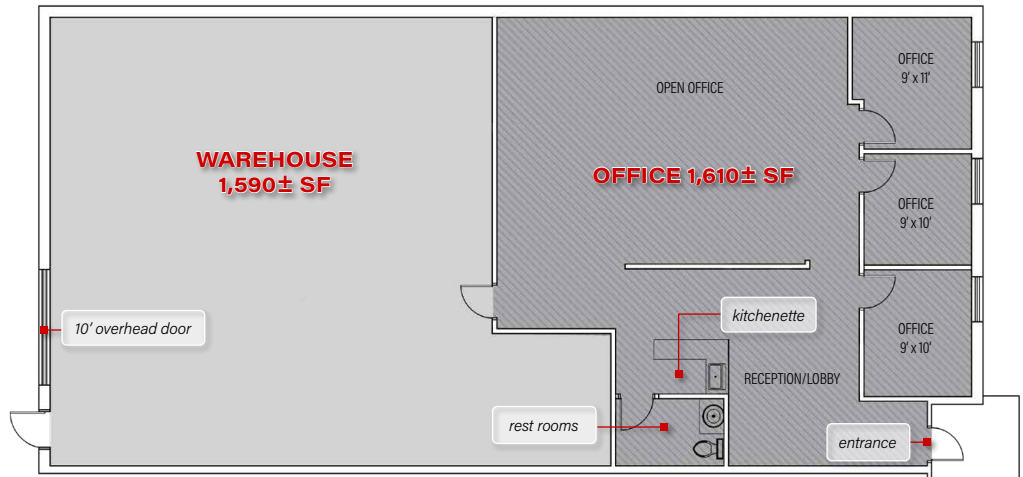 OFFICE
9' x 11'
OPEN OFFICE
WAREHOUSE
1,590± SF
OFFICE 1,610± SF
OFFICE
9' x 10'
10' overhead door
kitchenette
OFFICE
9' x 10'
RECEPTION/LOBBY
rest rooms
entrance